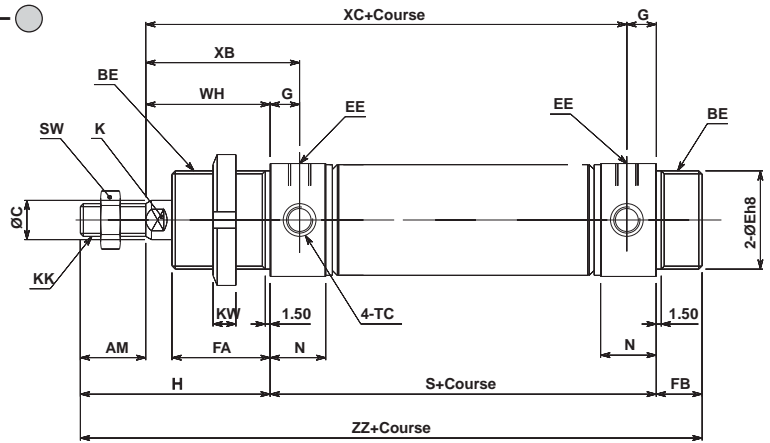 XC+Course
G
XB
BE
WH
G
EE
EE
BE
SW
K
ØC
2-ØEh8
KK
KW
1.50
4-TC
1.50
AM
FA
N
N
H
S+Course
FB
ZZ+Course